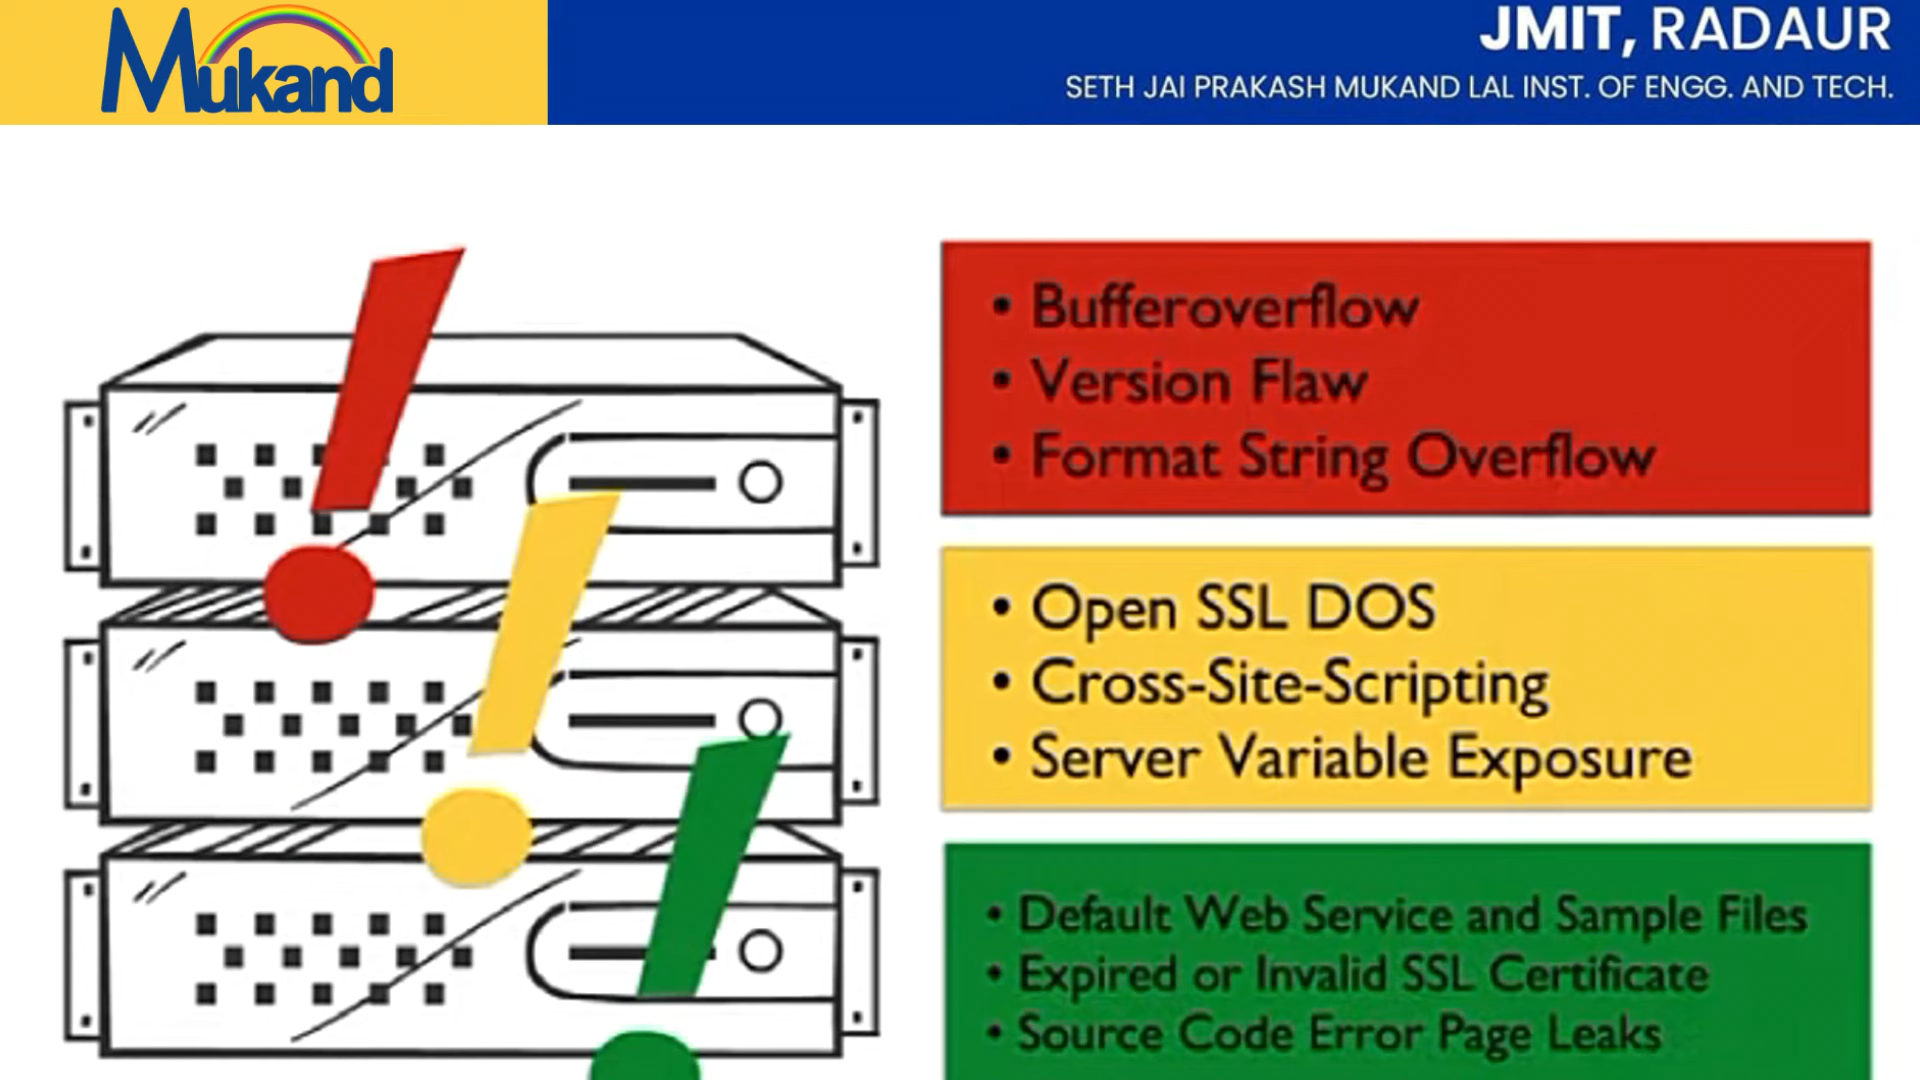 Mukand
JMIT, RADAUR
SETH JAI PRAKASH MUKAND LAL INST. OF ENGG. AND TECH.
• Bufferoverflow
• Version Flaw
• Format String Overflow
• Open SSL DOS
• Cross-Site-Scripting
• Server Variable Exposure
• Default Web Service and Sample Files
• Expired or Invalid SSL Certificate
• Source Code Error Page Leaks